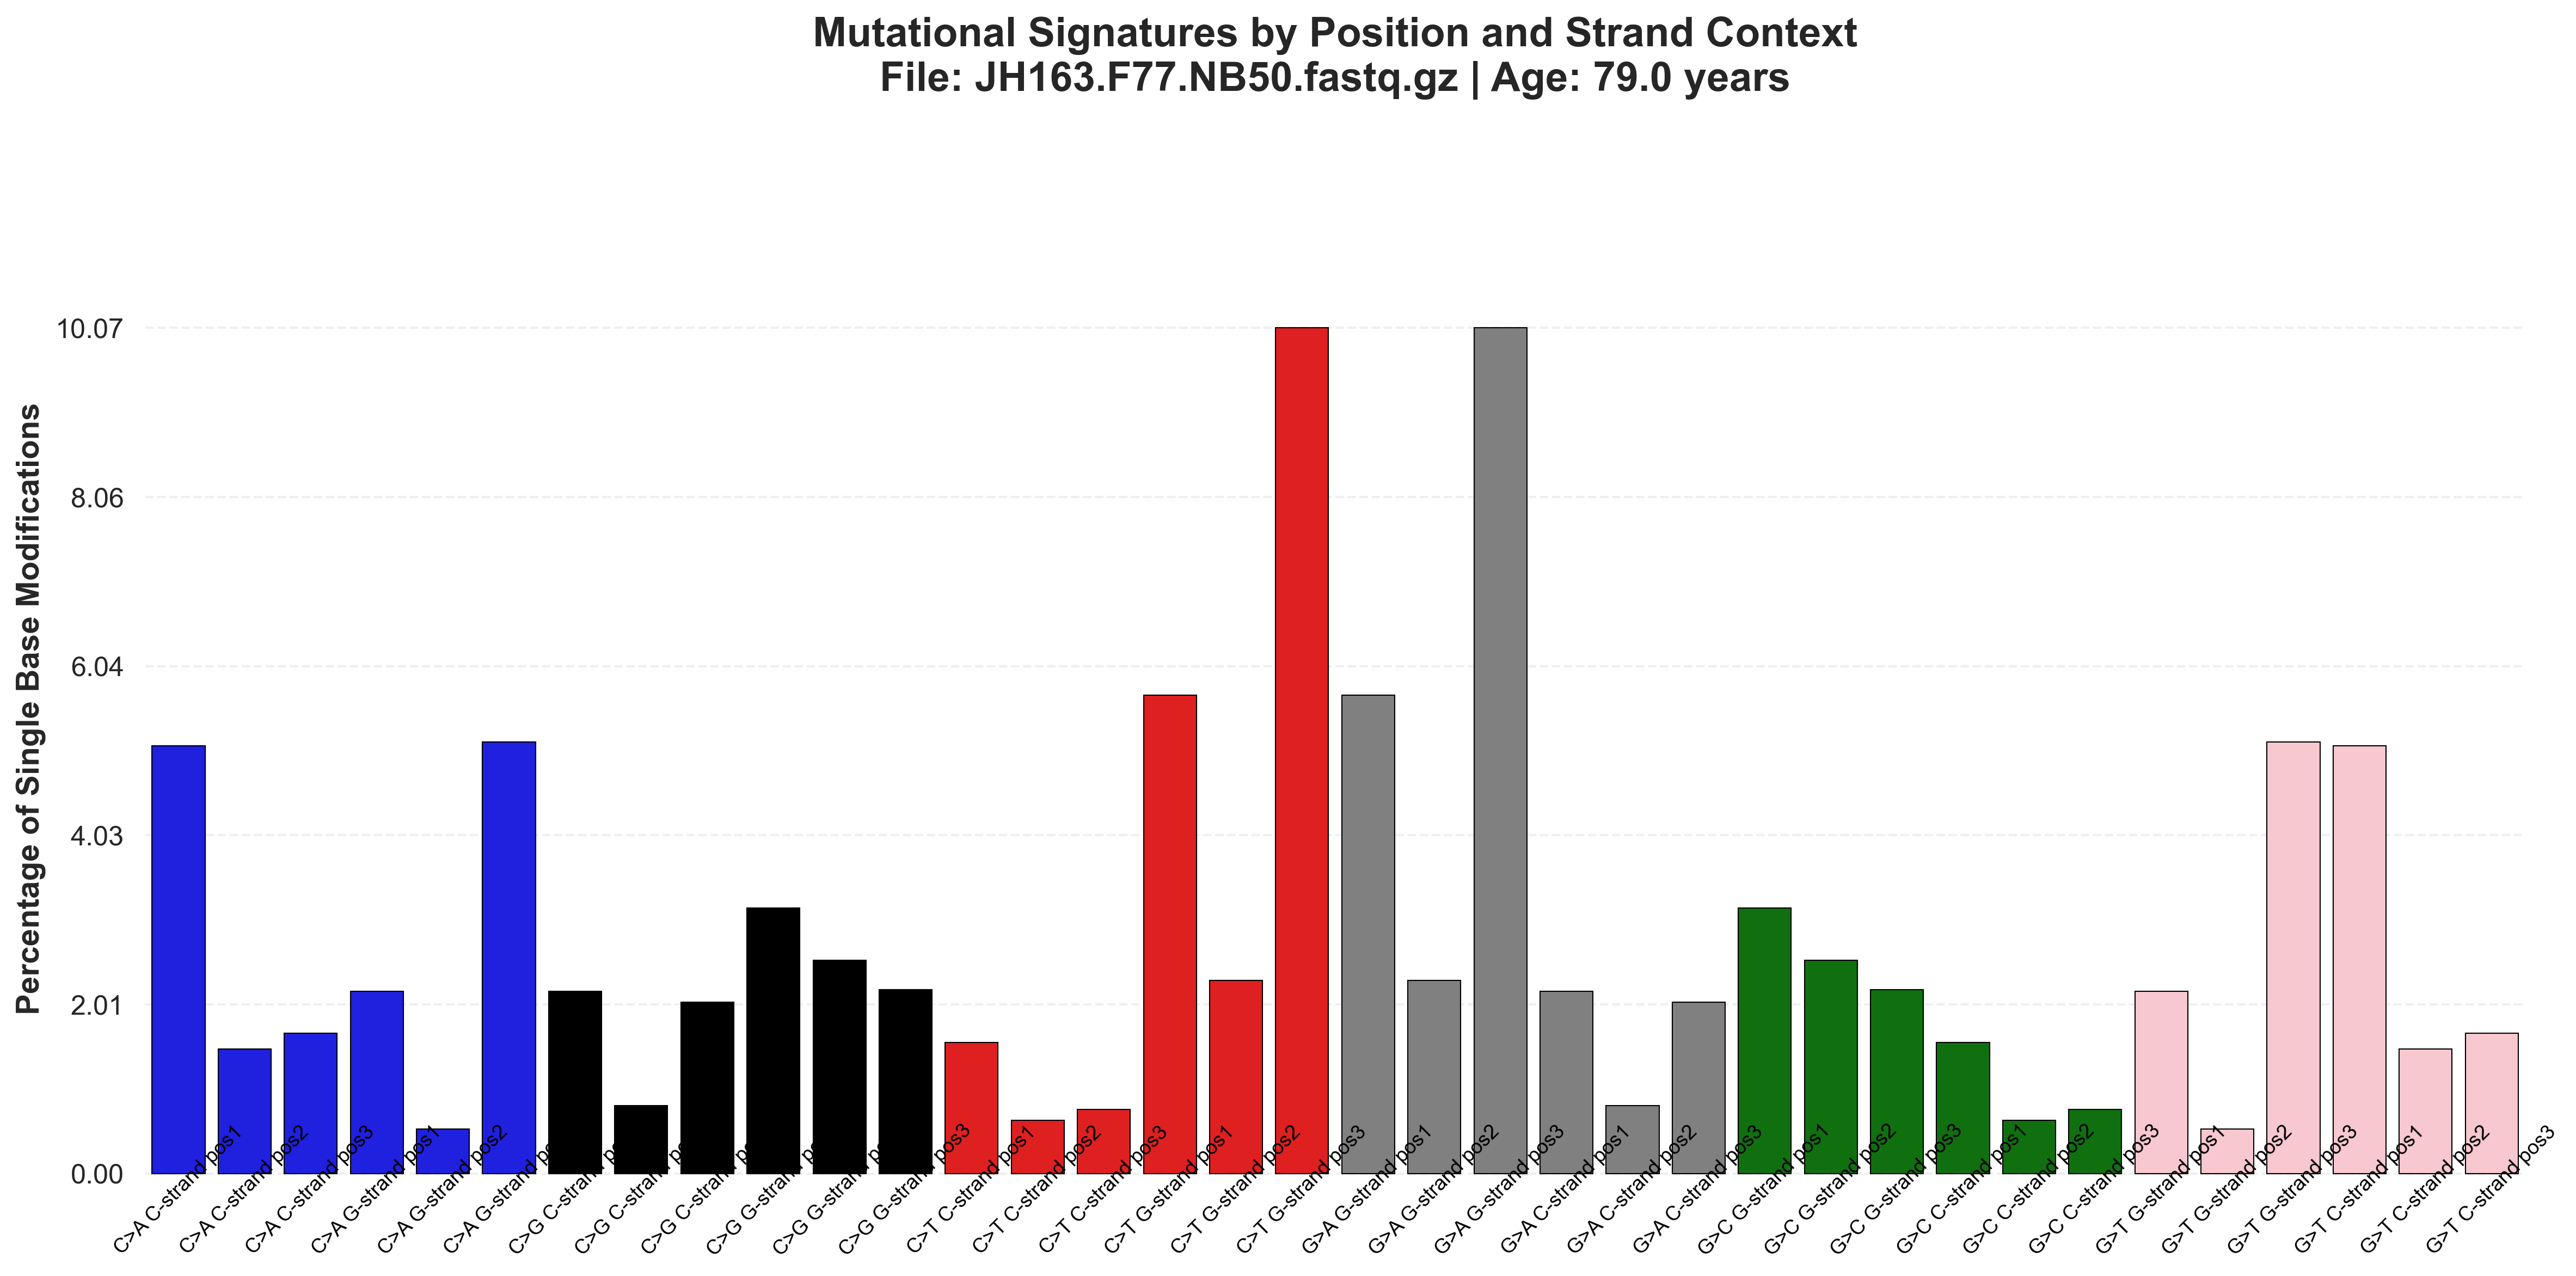 Mutational Signatures by Position and Strand Context
File: JH163.F77.NB50.fastq.gz | Age: 79.0 years
Percentage of Single Base Modifications
10.07
8.06
6.04
4.03
2.01
0.00
C>A C-strand pos1
C>A C-strand pos2
C>A C-strand pos3
C>A G-strand pos1
C>A G-strand pos2
C>A G-strand pos
C>G C-strand
C>G C-strand
C>G C-strand
C>G G-strand
C>G G-strand
C>G G-strand pos3
C>T C-strand pos1
C>T C-strand pos2
C>T C-strand pos3
C>T G-strand pos1
C>T G-strand pos2
C>T G-strand pos3
G>A G-strand pos1
G>A G-strand pos2
G>A G-strand pos3
G>A C-strand pos1
G>A C-strand pos2
G>A C-strand pos3
G>C G-strand pos1
G>C G-strand pos2
G>C G-strand pos3
G>C C-strand pos1
G>C C-strand pos2
G>C C-strand pos3
G>T G-strand pos1
G>T G-strand pos2
G>T G-strand pos3
G>T C-strand pos1
G>T C-strand pos2
G>T C-strand pos3